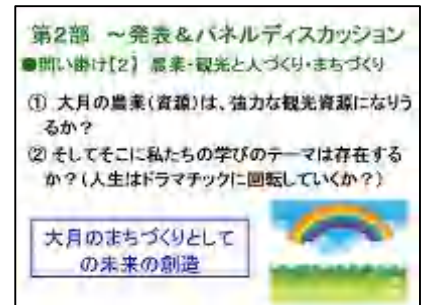 第2部 ～発表＆パネルディスカッション
●問い掛け【2】 農業・観光と人づくり・まちづくり
① 大月の農業（資源）は、強力な観光資源になりう
るか？
② そしてそこに私たちの学びのテーマは存在する
か？（人生はドラマチックに回転していくか？）
大月のまちづくりとして
の未来の創造